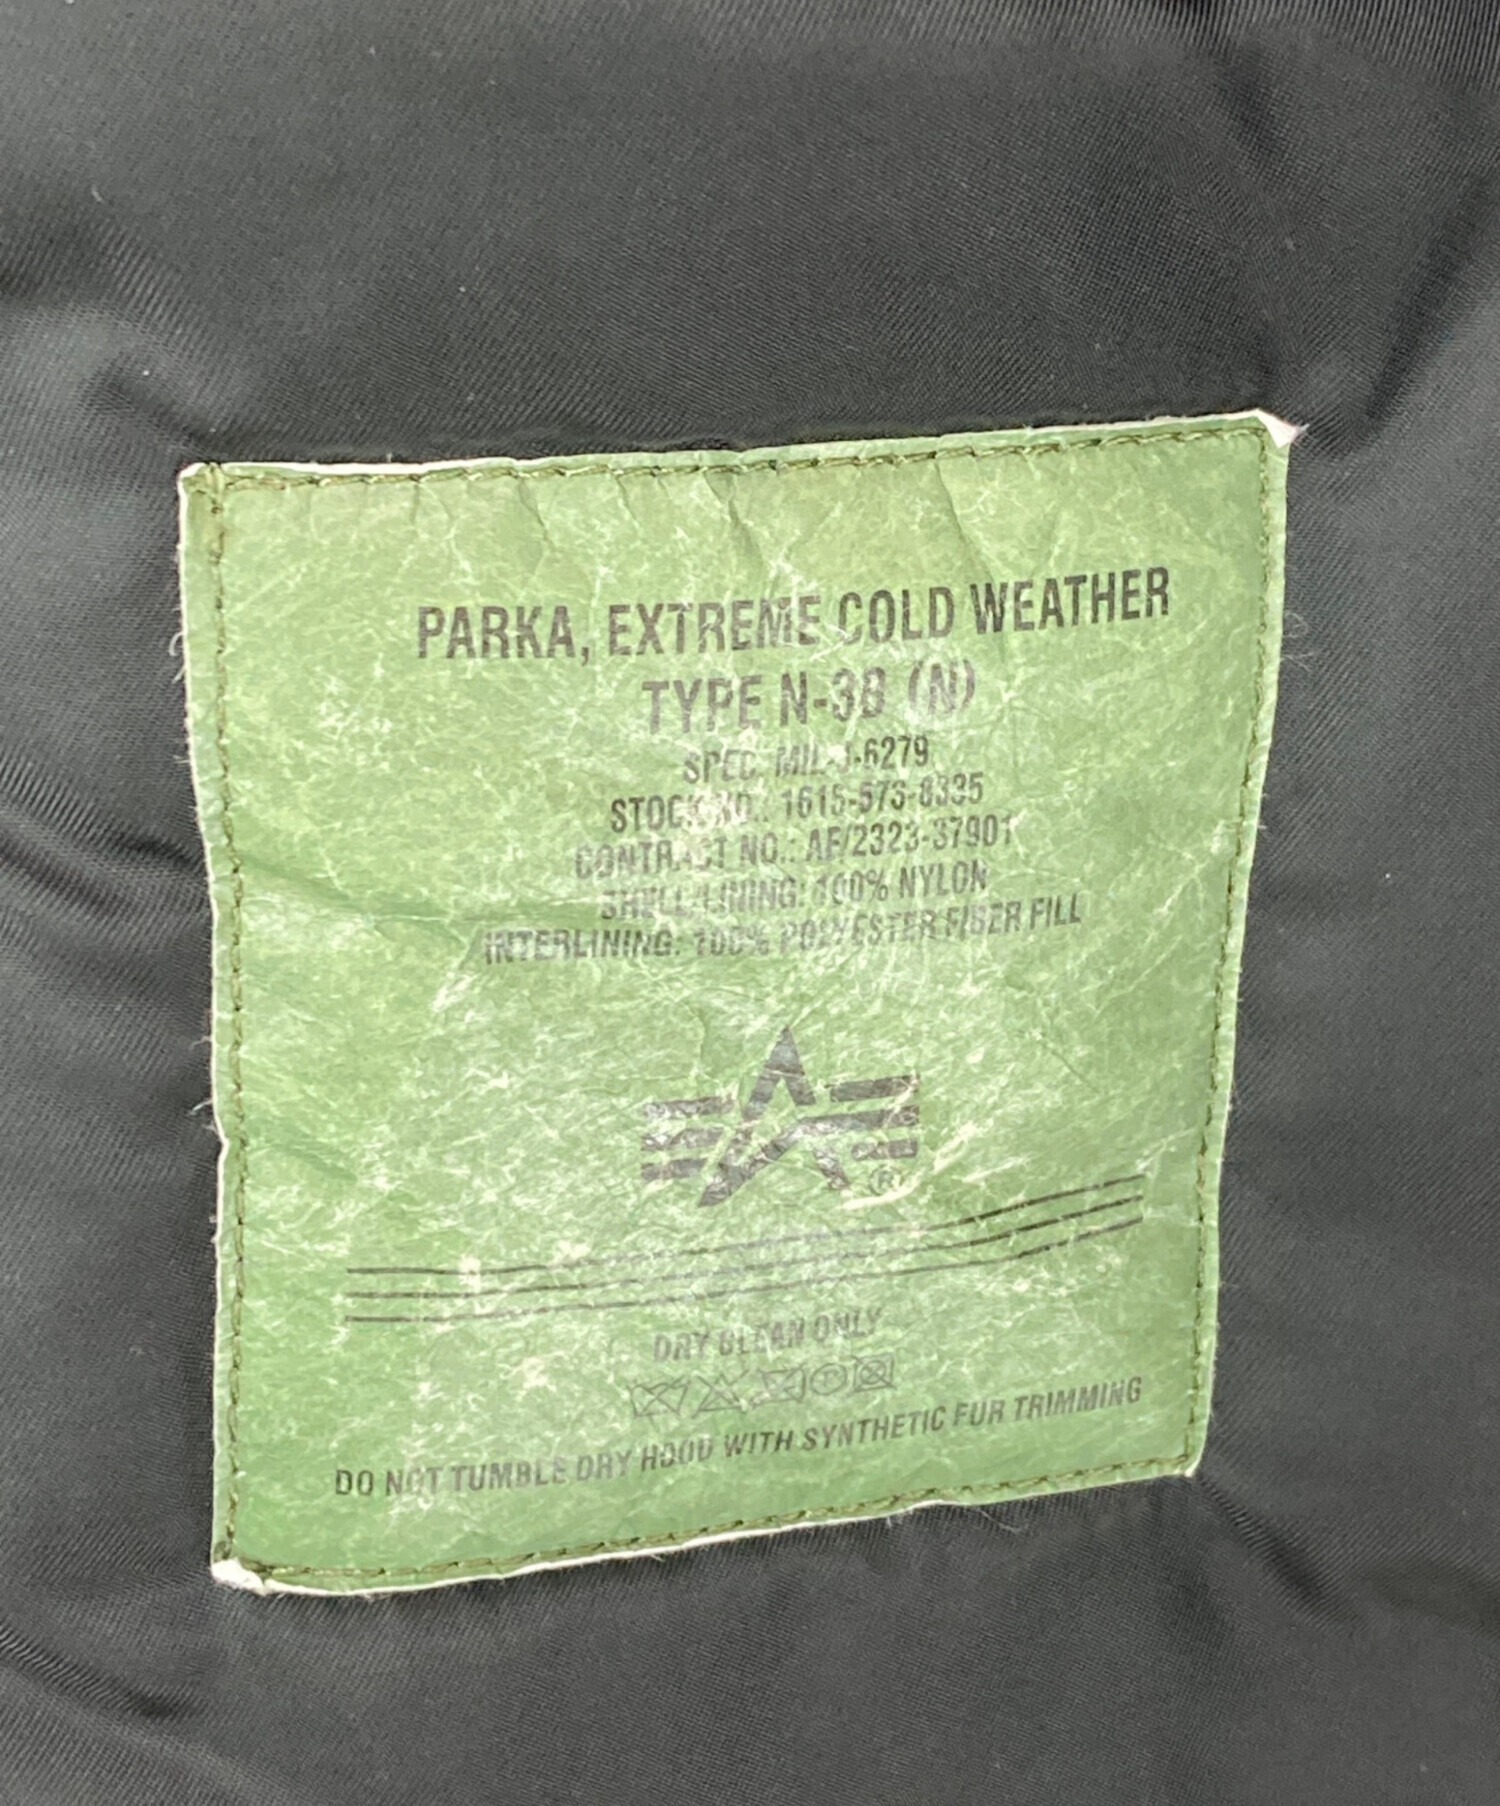 PARKA, EXTREME COLD WEATHER
TYPE N-3B (N)
SPEC. MIL-J-6279
STOCK NO.: 1615-573-8335
CONTRACT NO.: AF/2323-37901
SHELL/LINING: 100% NYLON
INTERLINING: 100% POLYESTER FIBER FILL
A
®
DRY CLEAN ONLY
DO NOT TUMBLE DRY HOOD WITH SYNTHETIC FUR TRIMMING